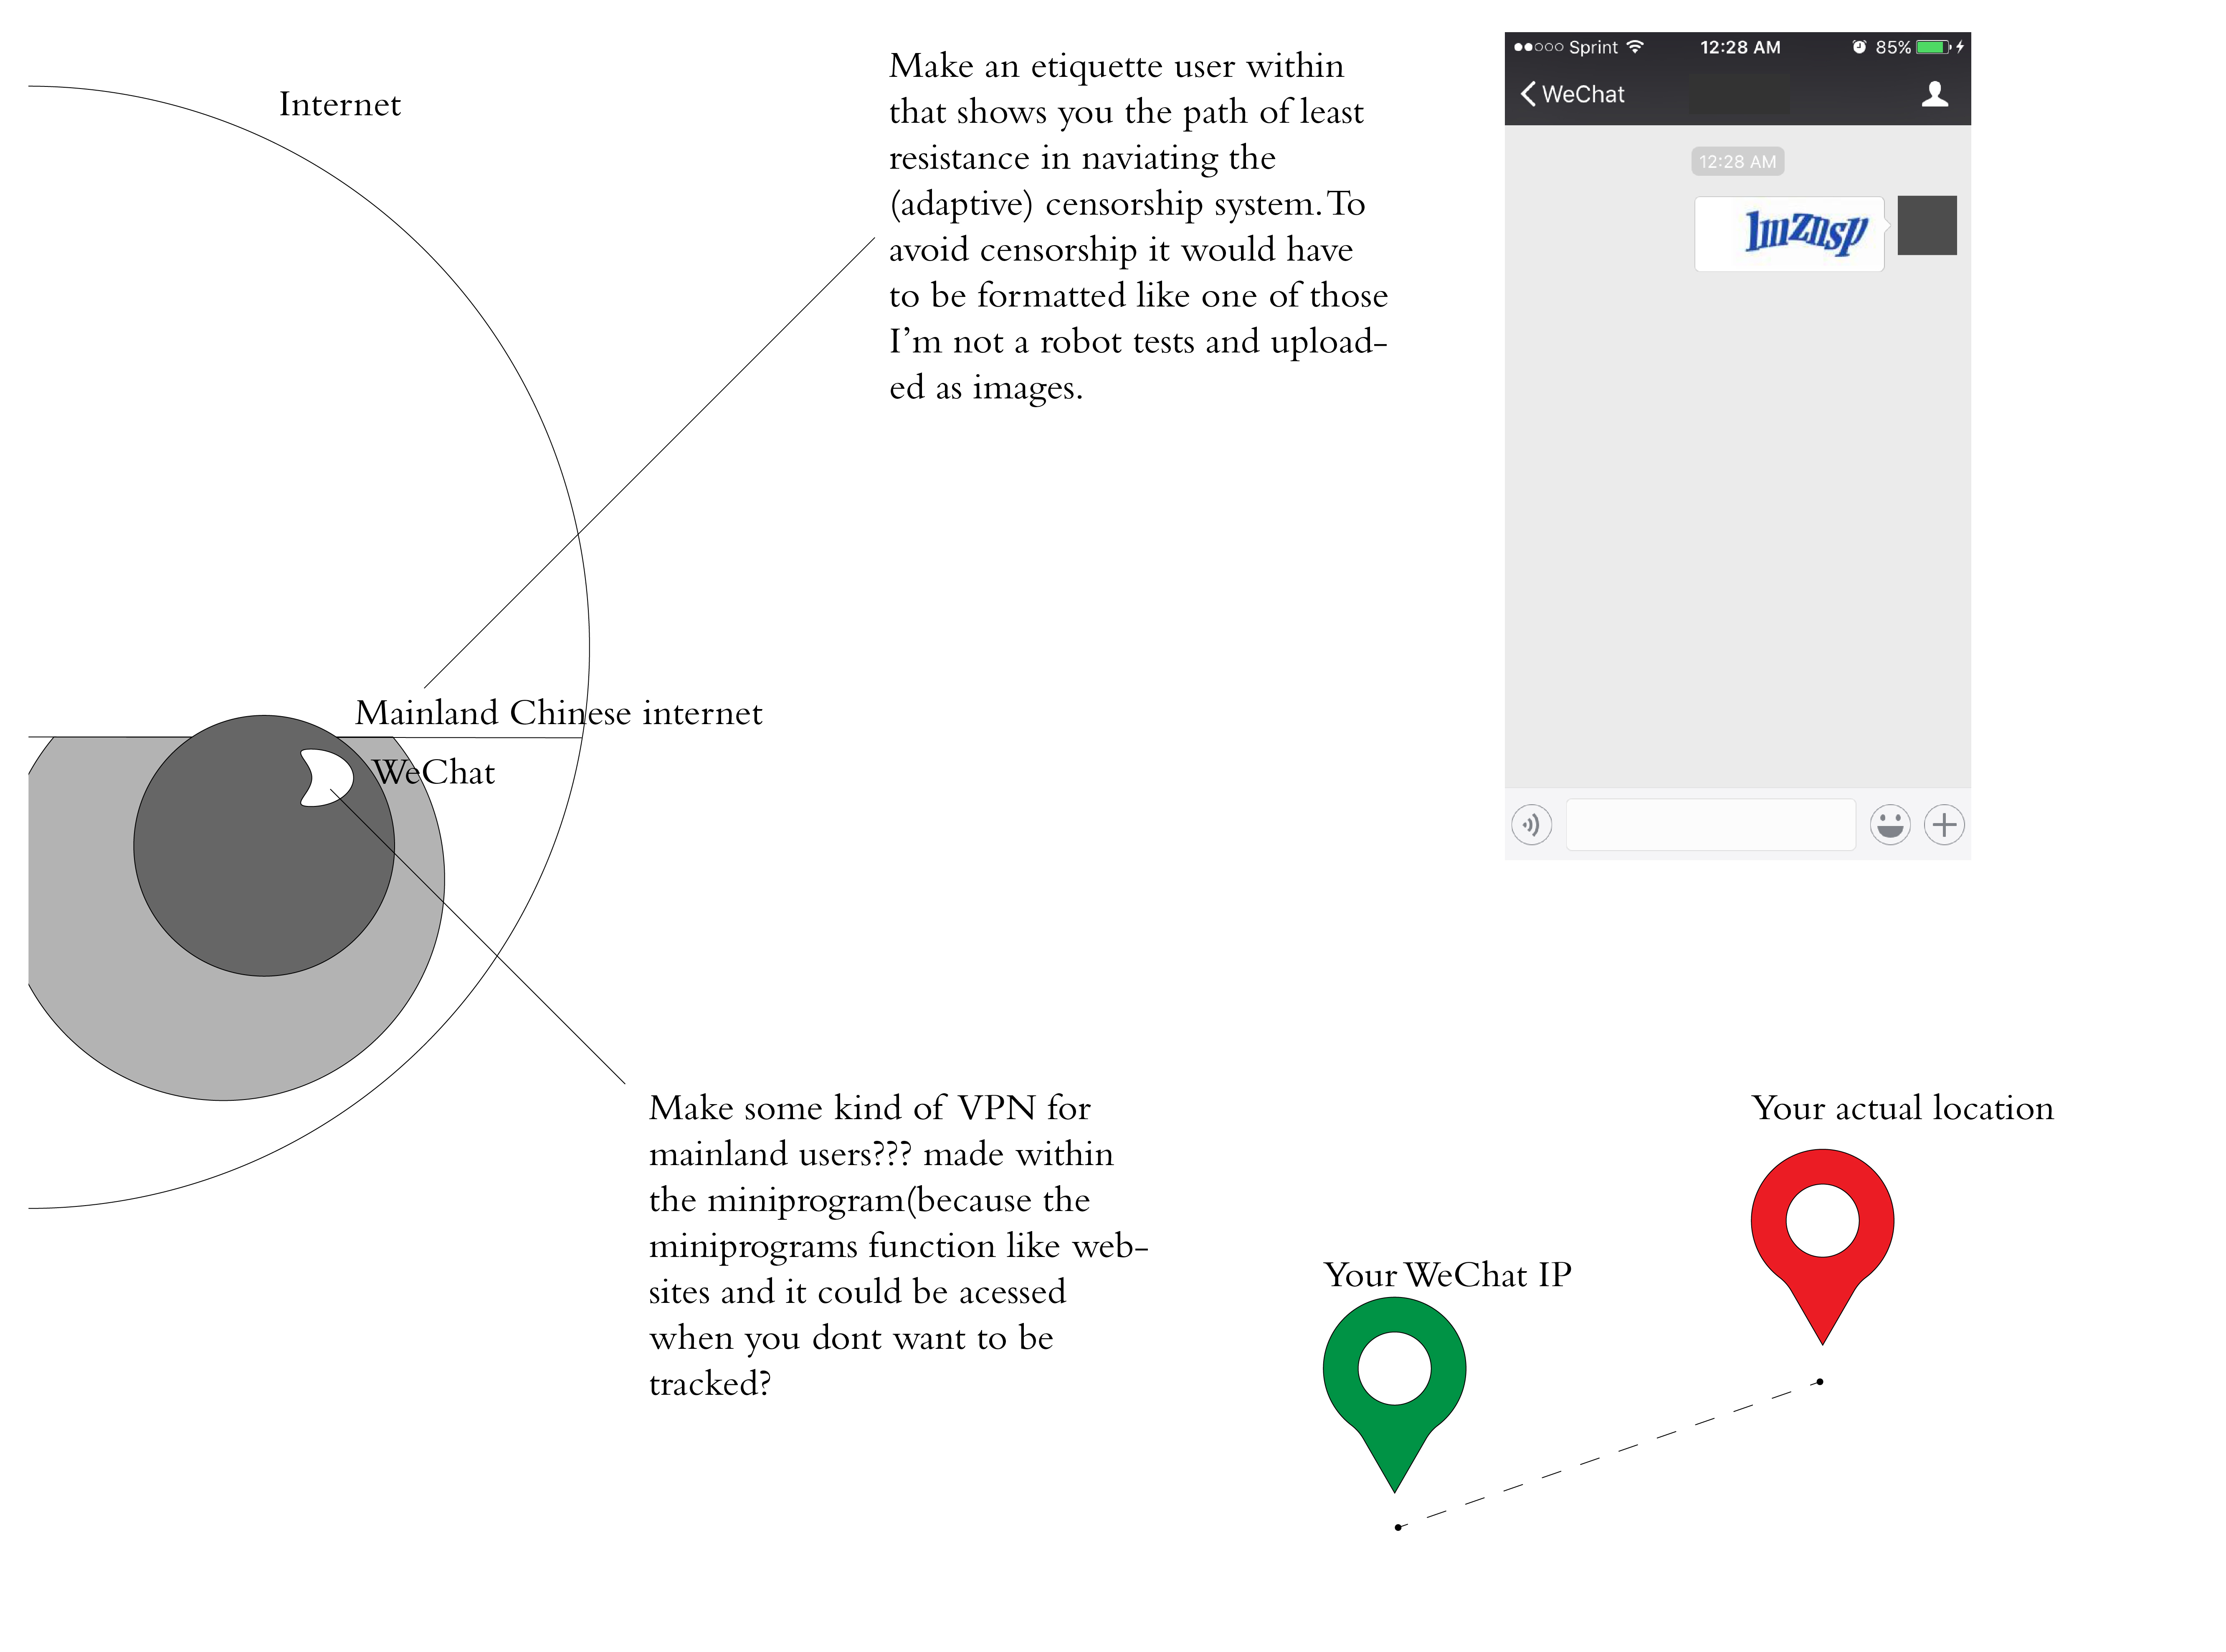 Internet
Make an etiquette user within
that shows you the path of least
resistance in naviating the
(adaptive) censorship system. To
avoid censorship it would have
to be formatted like one of those
I'm not a robot tests and upload-
ed as images.
Sprint 12:28 AM 85%
WeChat
12:28 AM
lmznsp
Mainland Chinese internet
WeChat
Make some kind of VPN for
mainland users??? made within
the miniprogram(because the
miniprograms function like web-
sites and it could be acessed
when you dont want to be
tracked?
Your actual location
Your WeChat IP